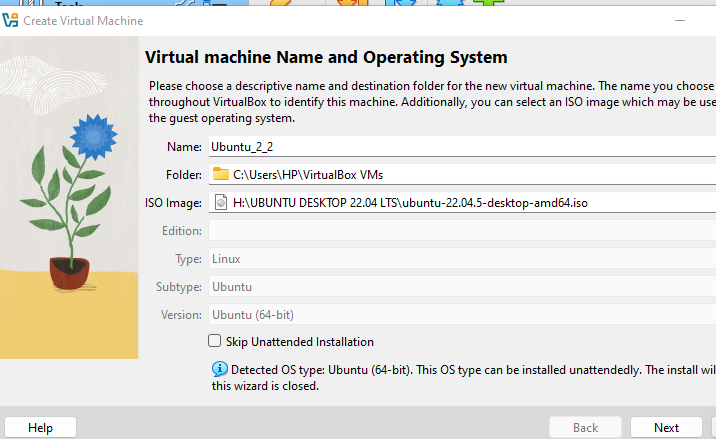 Create Virtual Machine
Virtual machine Name and Operating System
Please choose a descriptive name and destination folder for the new virtual machine. The name you choose
throughout VirtualBox to identify this machine. Additionally, you can select an ISO image which may be use
the guest operating system.
Name: Ubuntu_2_2
Folder: C:\Users\HP\VirtualBox VMs
ISO Image: H:\UBUNTU DESKTOP 22.04 LTS\ubuntu-22.04.5-desktop-amd64.iso
Edition:
Type: Linux
Subtype: Ubuntu
Version: Ubuntu (64-bit)
Skip Unattended Installation
Detected OS type: Ubuntu (64-bit). This OS type can be installed unattendedly. The install wil
this wizard is closed.
Help Back Next